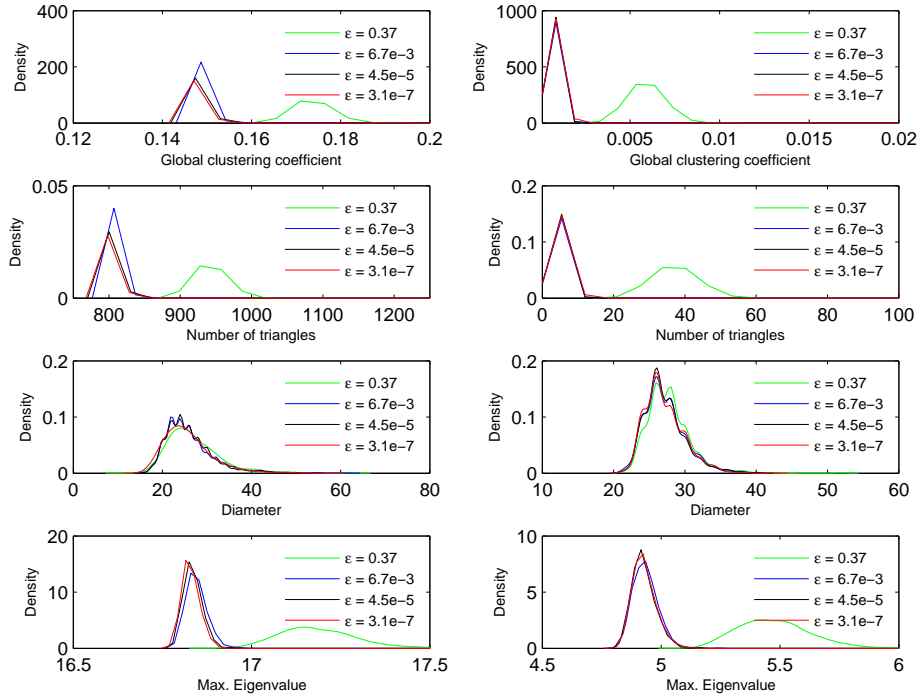 400
200
0
Density
0.12 0.14 0.16 0.18 0.2
Global clustering coefficient
ε = 0.37
ε = 6.7e−3
ε = 4.5e−5
ε = 3.1e−7
1000
500
0
Density
0.005 0.01 0.015 0.02
Global clustering coefficient
ε = 0.37
ε = 6.7e−3
ε = 4.5e−5
ε = 3.1e−7
0.05
0
Density
800 900 1000 1100 1200
Number of triangles
ε = 0.37
ε = 6.7e−3
ε = 4.5e−5
ε = 3.1e−7
0.2
0.1
0
Density
0 20 40 60 80 100
Number of triangles
ε = 0.37
ε = 6.7e−3
ε = 4.5e−5
ε = 3.1e−7
0.2
0.1
0
Density
0 20 40 60 80
Diameter
ε = 0.37
ε = 6.7e−3
ε = 4.5e−5
ε = 3.1e−7
0.2
0.1
0
Density
10 20 30 40 50 60
Diameter
ε = 0.37
ε = 6.7e−3
ε = 4.5e−5
ε = 3.1e−7
20
10
0
Density
16.5 17 17.5
Max. Eigenvalue
ε = 0.37
ε = 6.7e−3
ε = 4.5e−5
ε = 3.1e−7
10
5
0
Density
4.5 5 5.5 6
Max. Eigenvalue
ε = 0.37
ε = 6.7e−3
ε = 4.5e−5
ε = 3.1e−7